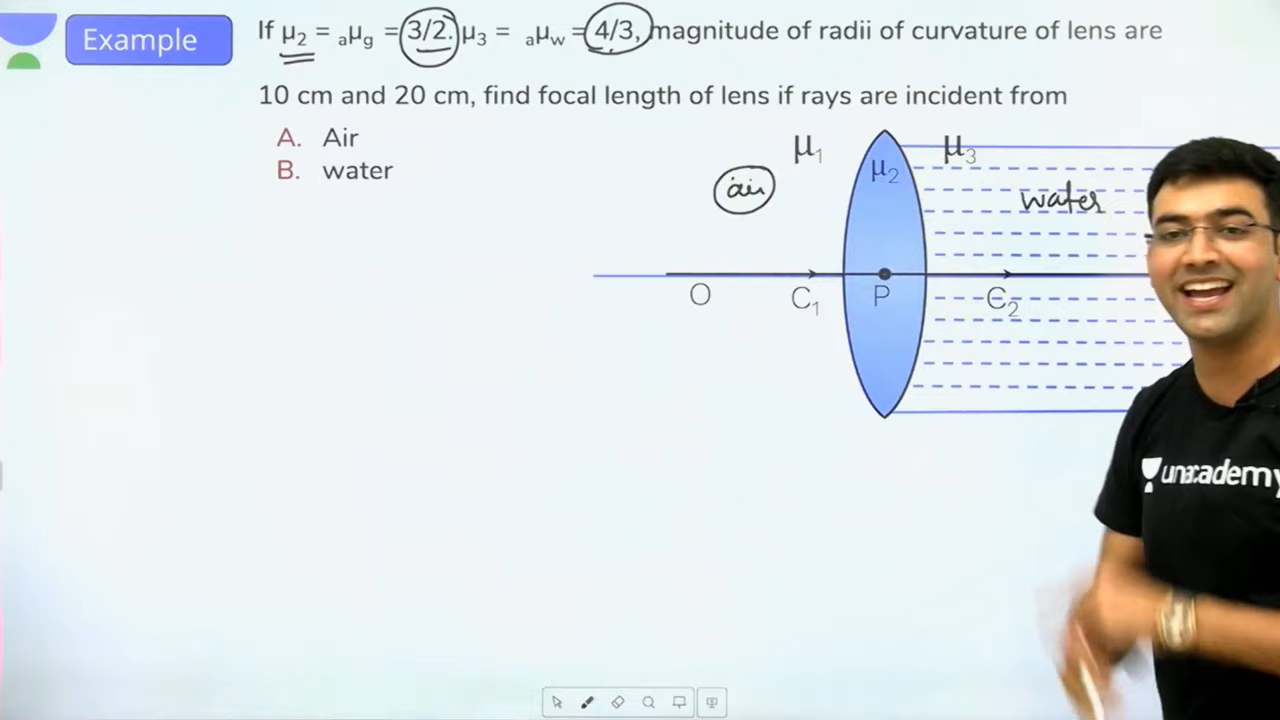 Example
If μ₂ = ₐμg = 3/2. μ₃ = ₐμw = 4/3, magnitude of radii of curvature of lens are
10 cm and 20 cm, find focal length of lens if rays are incident from
A. Air
B. water
μ₁
μ₂
μ₃
air
water
O
C₁
P
C₂
unacademy